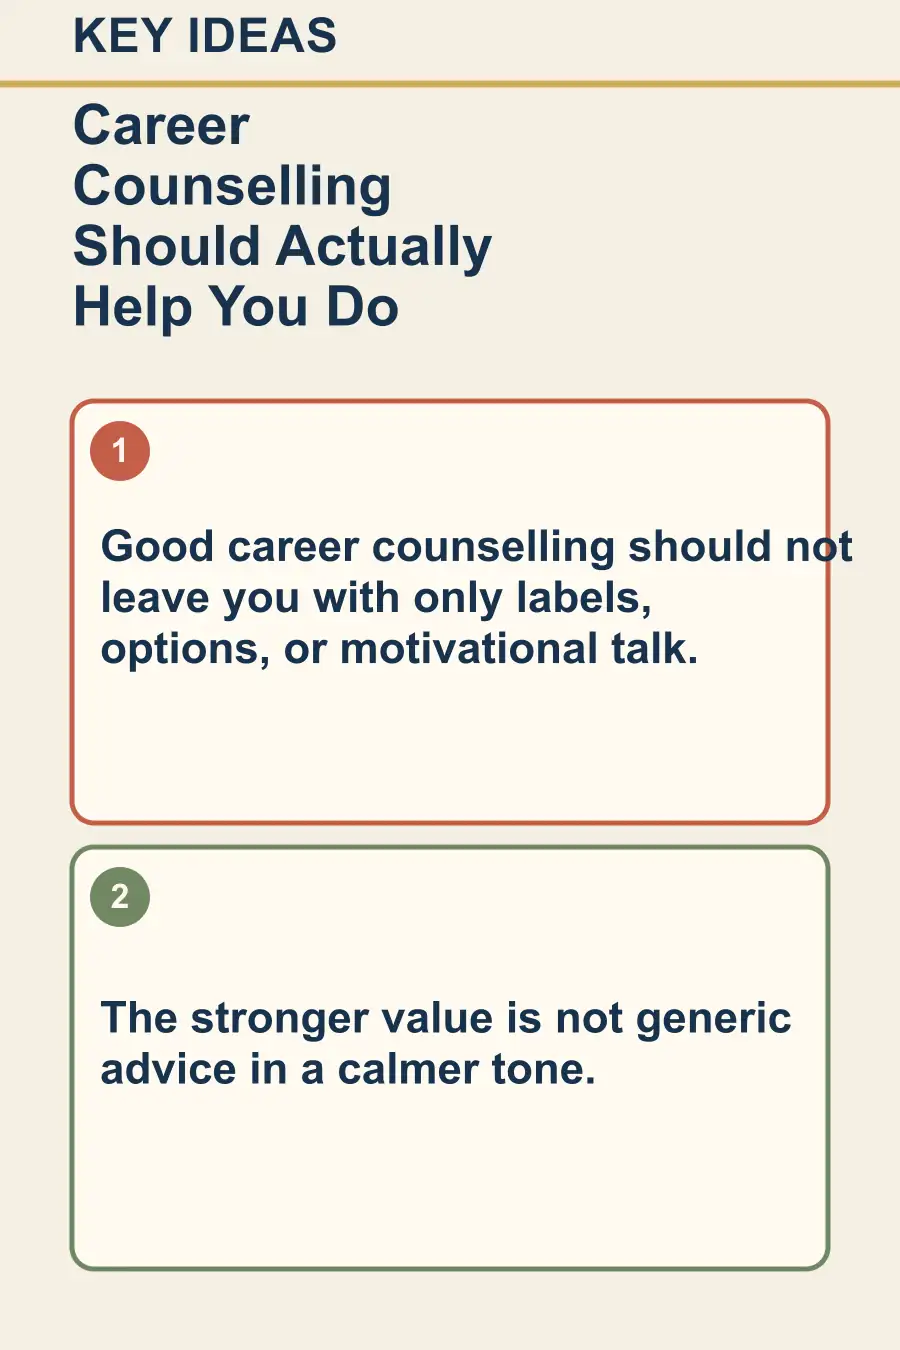 KEY IDEAS
Career
Counselling
Should Actually
Help You Do
1
Good career counselling should not
leave you with only labels,
options, or motivational talk.
2
The stronger value is not generic
advice in a calmer tone.